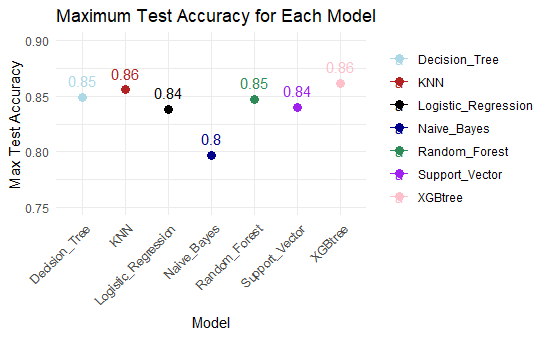 Maximum Test Accuracy for Each Model
Max Test Accuracy
0.90
0.85
0.80
0.75
0.85
0.86
0.84
0.8
0.85
0.84
0.86
Decision_Tree
KNN
Logistic_Regression
Naive_Bayes
Random_Forest
Support_Vector
XGBtree
Model
Decision_Tree
KNN
Logistic_Regression
Naive_Bayes
Random_Forest
Support_Vector
XGBtree